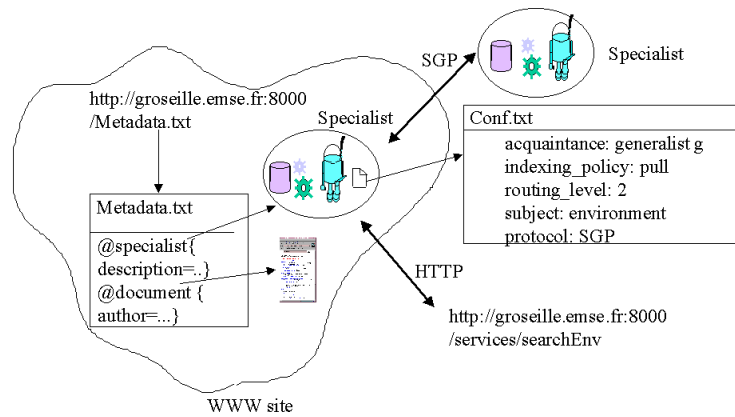 SGP
Specialist
http://groseille.emse.fr:8000
/Metadata.txt
Specialist
Conf.txt
acquaintance: generalist g
indexing_policy: pull
routing_level: 2
subject: environment
protocol: SGP
Metadata.txt
@specialist{
description=..}
@document {
author=...}
HTTP
http://groseille.emse.fr:8000
/services/searchEnv
WWW site